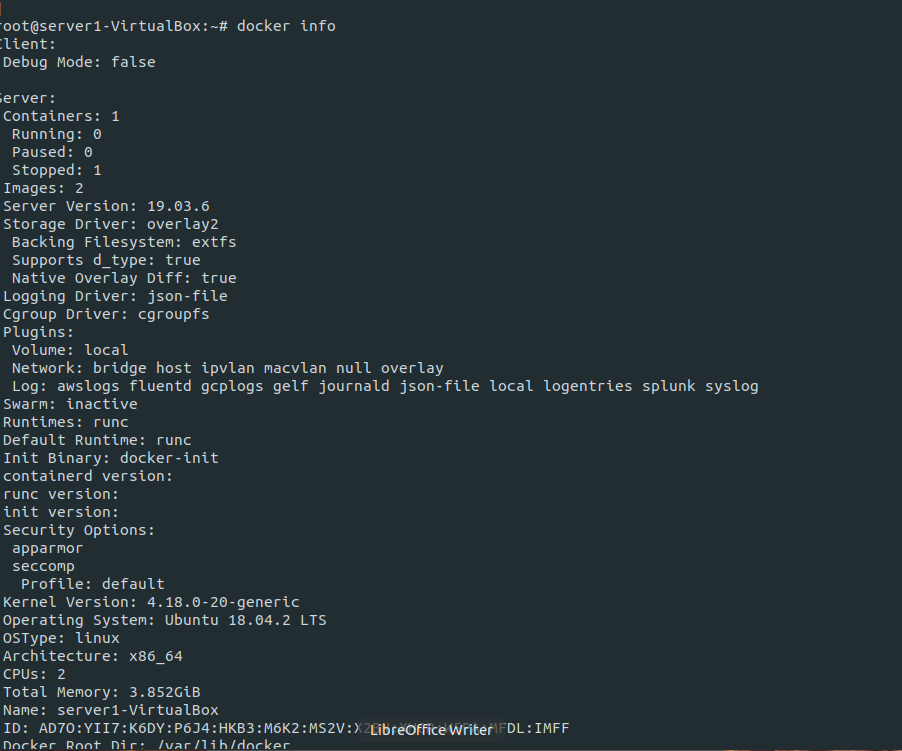 root@server1-VirtualBox:~# docker info
Client:
Debug Mode: false
Server:
Containers: 1
Running: 0
Paused: 0
Stopped: 1
Images: 2
Server Version: 19.03.6
Storage Driver: overlay2
Backing Filesystem: extfs
Supports d_type: true
Native Overlay Diff: true
Logging Driver: json-file
Cgroup Driver: cgroupfs
Plugins:
Volume: local
Network: bridge host ipvlan macvlan null overlay
Log: awslogs fluentd gcplogs gelf journald json-file local logentries splunk syslog
Swarm: inactive
Runtimes: runc
Default Runtime: runc
Init Binary: docker-init
containerd version:
runc version:
init version:
Security Options:
apparmor
seccomp
Profile: default
Kernel Version: 4.18.0-20-generic
Operating System: Ubuntu 18.04.2 LTS
OSType: linux
Architecture: x86_64
CPUs: 2
Total Memory: 3.852GiB
Name: server1-VirtualBox
ID: AD7O:YII7:K6DY:P6J4:HKB3:M6K2:MS2V:
LibreOffice Writer
DL:IMFF
Docker Root Dir: /var/lib/docker